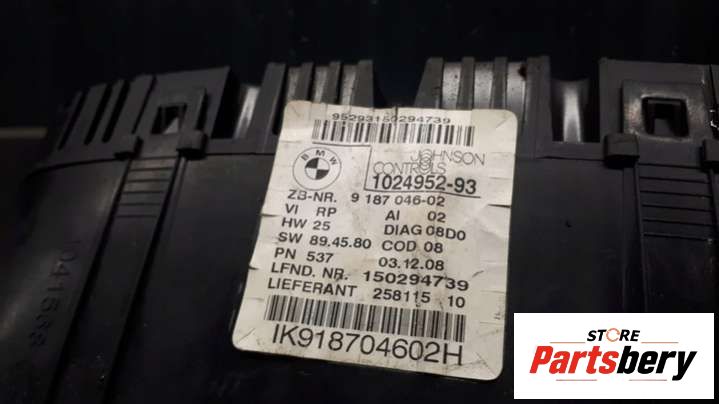 95293150294739
BMW
JOHNSON
CONTROLS
1024952-93
ZB-NR. 9 187 046-02
VI RP AI 02
HW 25 DIAG 08D0
SW 89.45.80 COD 08
PN 537 03.12.08
LFND. NR. 150294739
LIEFERANT 258115 10
IK918704602H
1041568
STORE
Partsbery